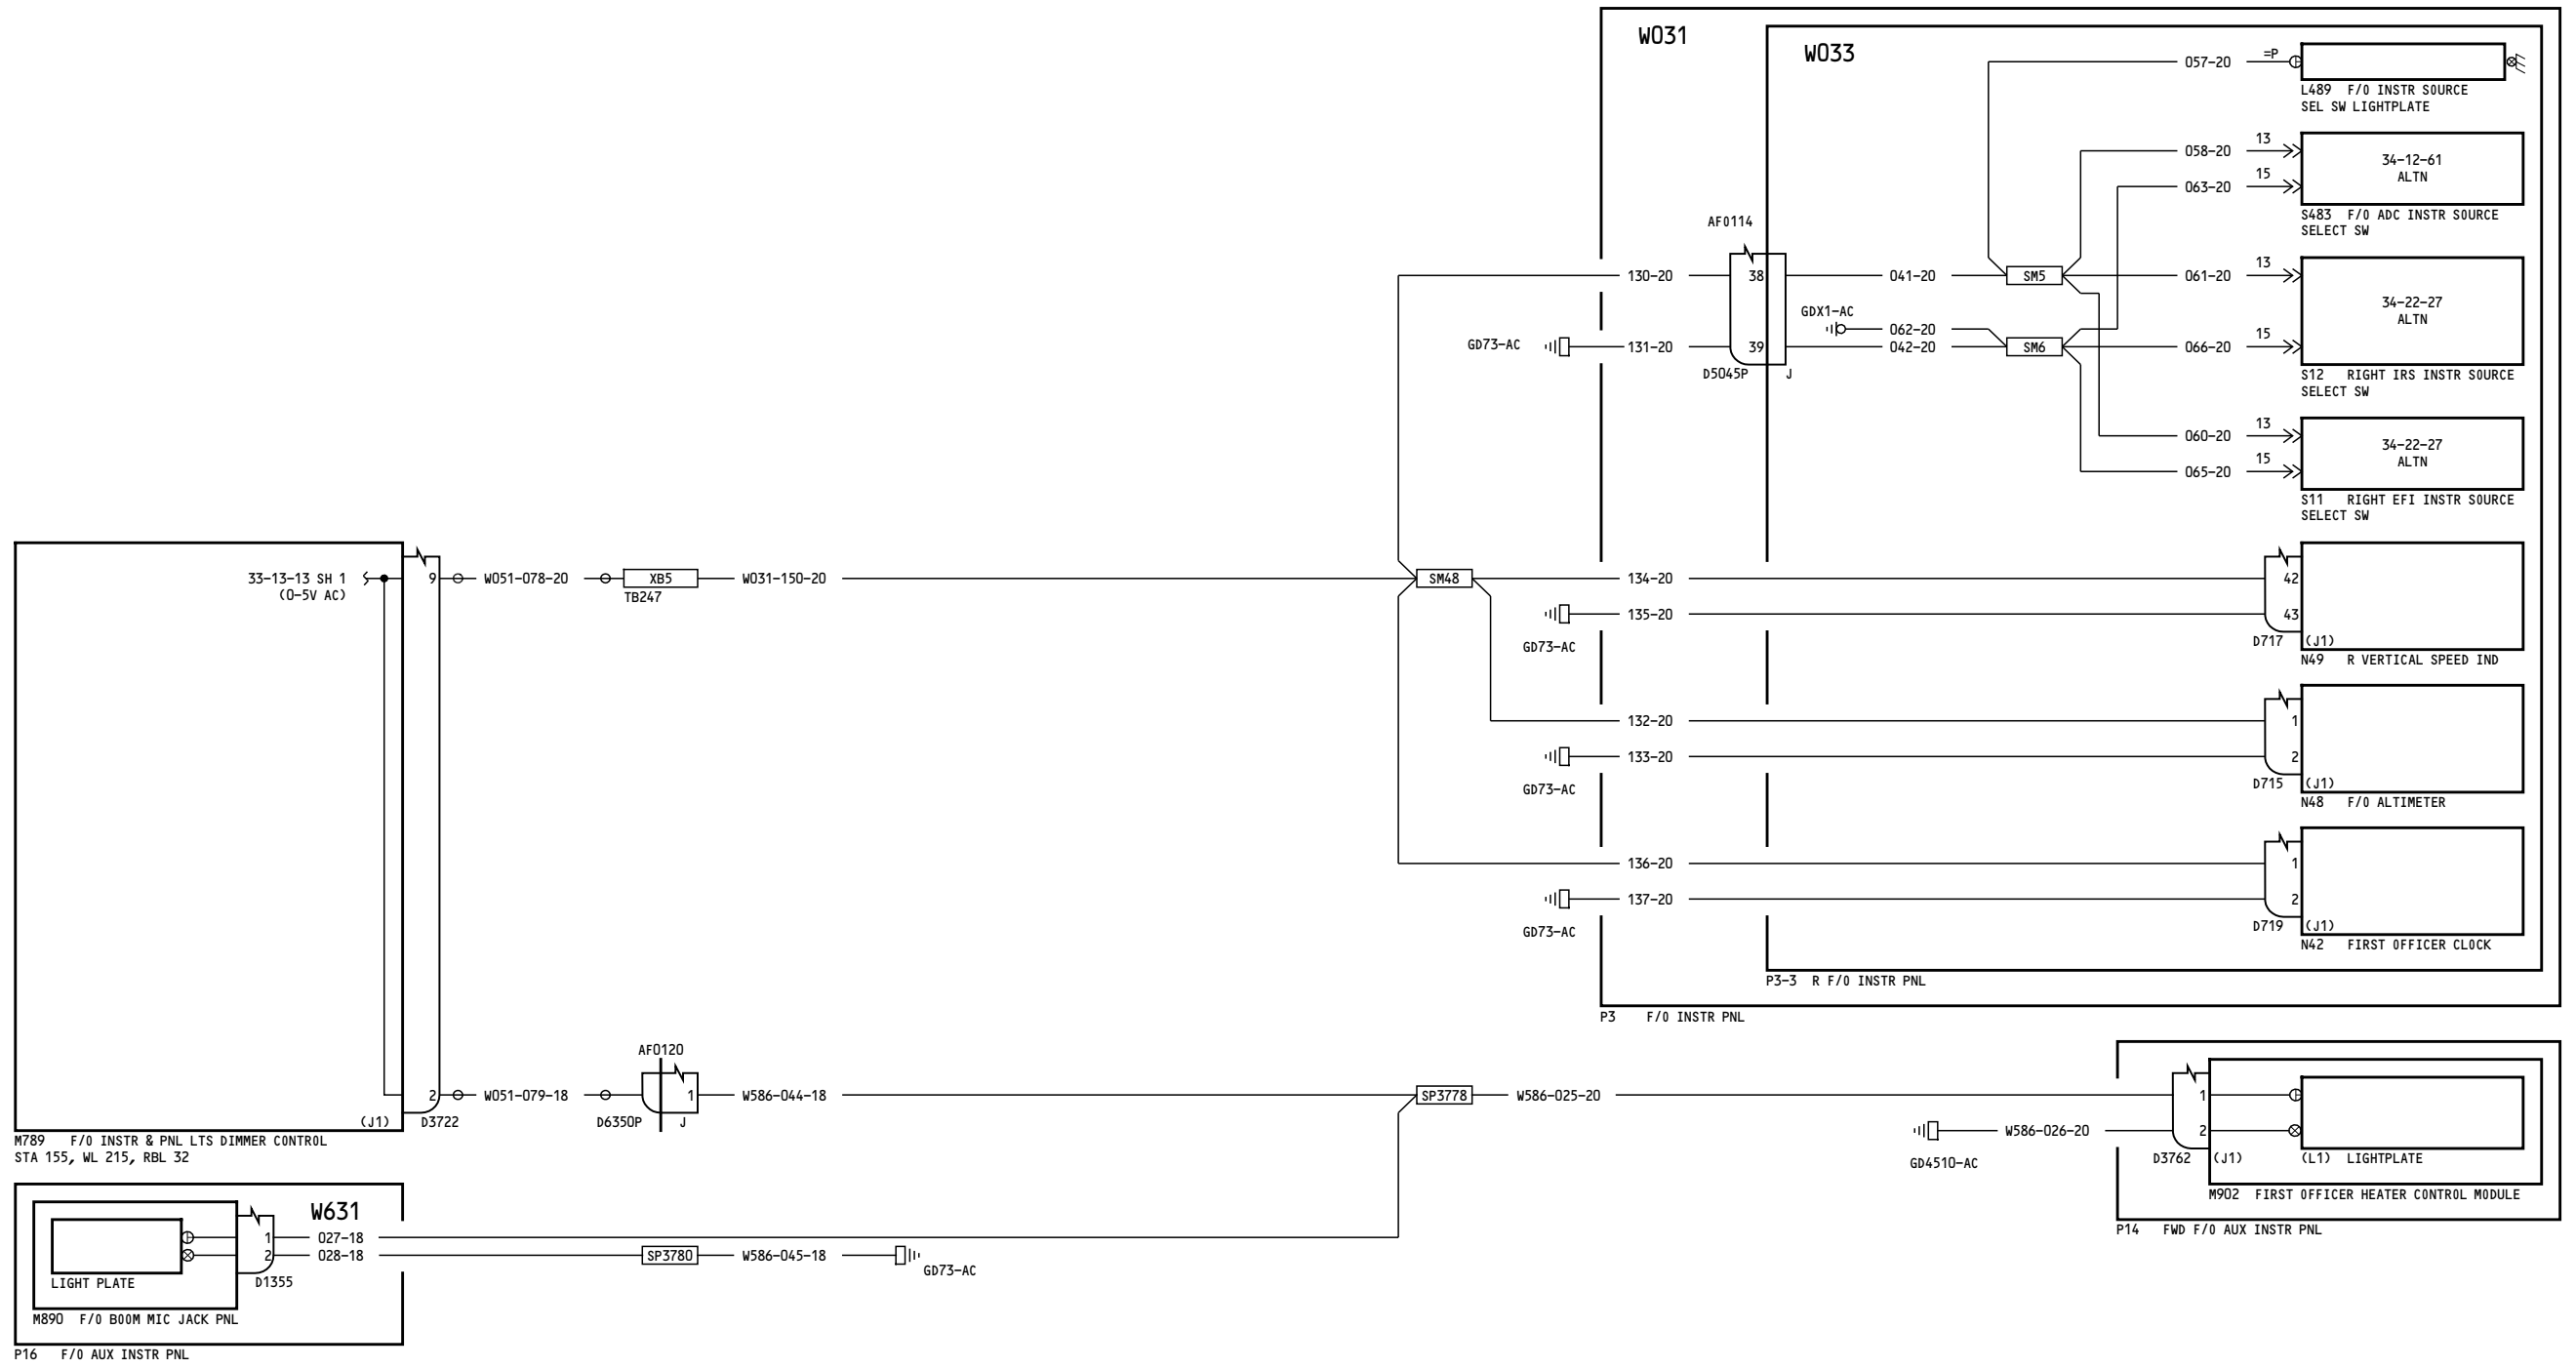 W031
W033
057-20
=P
L489 F/O INSTR SOURCE
SEL SW LIGHTPLATE
058-20
13
063-20
15
34-12-61
ALTN
S483 F/O ADC INSTR SOURCE
SELECT SW
AF0114
130-20
38
041-20
SM5
061-20
13
34-22-27
ALTN
GDX1-AC
062-20
GD73-AC
131-20
39
042-20
SM6
066-20
15
D5045P
J
S12 RIGHT IRS INSTR SOURCE
SELECT SW
060-20
13
065-20
15
34-22-27
ALTN
S11 RIGHT EFI INSTR SOURCE
SELECT SW
33-13-13 SH 1
(0-5V AC)
9
W051-078-20
XB5
TB247
W031-150-20
SM48
134-20
42
135-20
43
GD73-AC
D717
(J1)
N49 R VERTICAL SPEED IND
132-20
1
133-20
2
GD73-AC
D715
(J1)
N48 F/O ALTIMETER
136-20
1
137-20
2
GD73-AC
D719
(J1)
N42 FIRST OFFICER CLOCK
P3-3 R F/O INSTR PNL
P3 F/O INSTR PNL
AF0120
2
W051-079-18
1
W586-044-18
SP3778
W586-025-20
1
(J1)
D3722
D6350P
J
M789 F/O INSTR & PNL LTS DIMMER CONTROL
STA 155, WL 215, RBL 32
W586-026-20
2
GD4510-AC
D3762
(J1)
(L1) LIGHTPLATE
M902 FIRST OFFICER HEATER CONTROL MODULE
P14 FWD F/O AUX INSTR PNL
W631
1
027-18
2
028-18
SP3780
W586-045-18
GD73-AC
LIGHT PLATE
D1355
M890 F/O BOOM MIC JACK PNL
P16 F/O AUX INSTR PNL